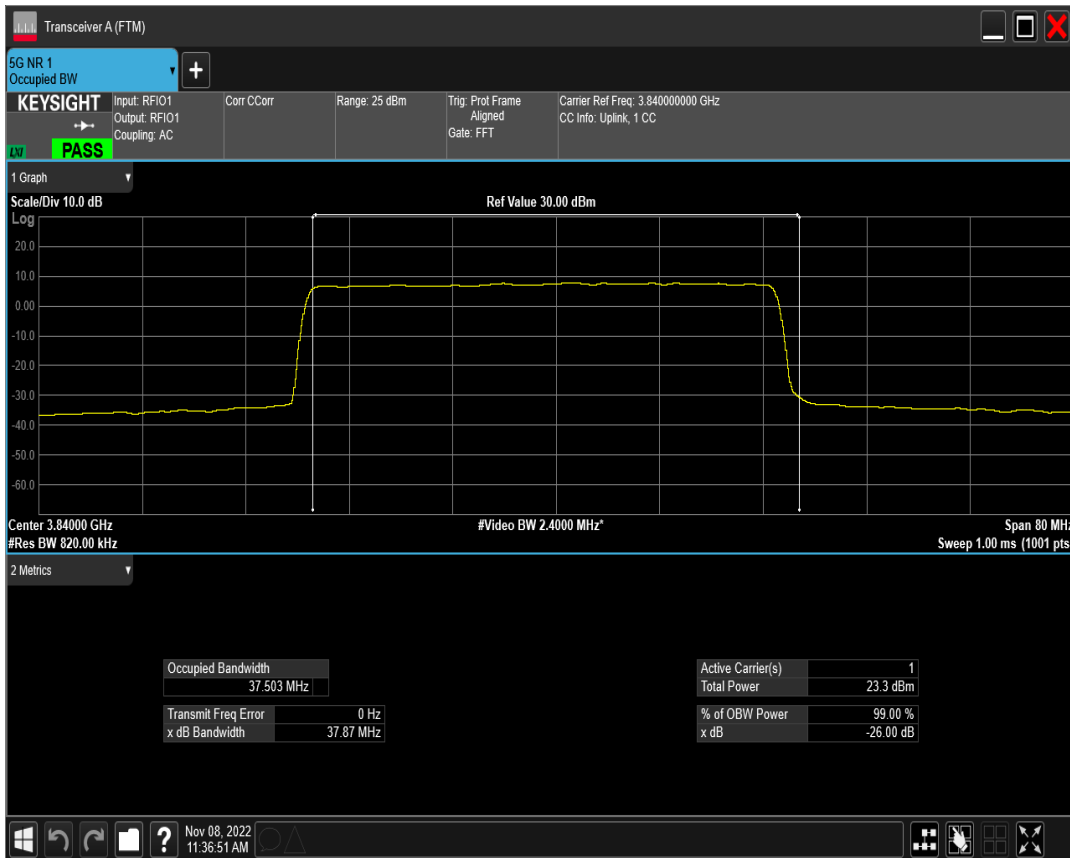 Transceiver A (FTM)
5G NR 1
Occupied BW
+
KEYSIGHT
LXI
PASS
Input: RFIO1
Output: RFIO1
Coupling: AC
Corr CCorr
Range: 25 dBm
Trig: Prot Frame
Aligned
Gate: FFT
Carrier Ref Freq: 3.840000000 GHz
CC Info: Uplink, 1 CC
1 Graph
Scale/Div 10.0 dB
Ref Value 30.00 dBm
Log
20.0
10.0
0.00
-10.0
-20.0
-30.0
-40.0
-50.0
-60.0
Center 3.84000 GHz
#Video BW 2.4000 MHz*
Span 80 MHz
#Res BW 820.00 kHz
Sweep 1.00 ms (1001 pts
2 Metrics
Occupied Bandwidth
37.503 MHz
Transmit Freq Error 0 Hz
x dB Bandwidth 37.87 MHz
Active Carrier(s) 1
Total Power 23.3 dBm
% of OBW Power 99.00 %
x dB -26.00 dB
?
Nov 08, 2022
11:36:51 AM